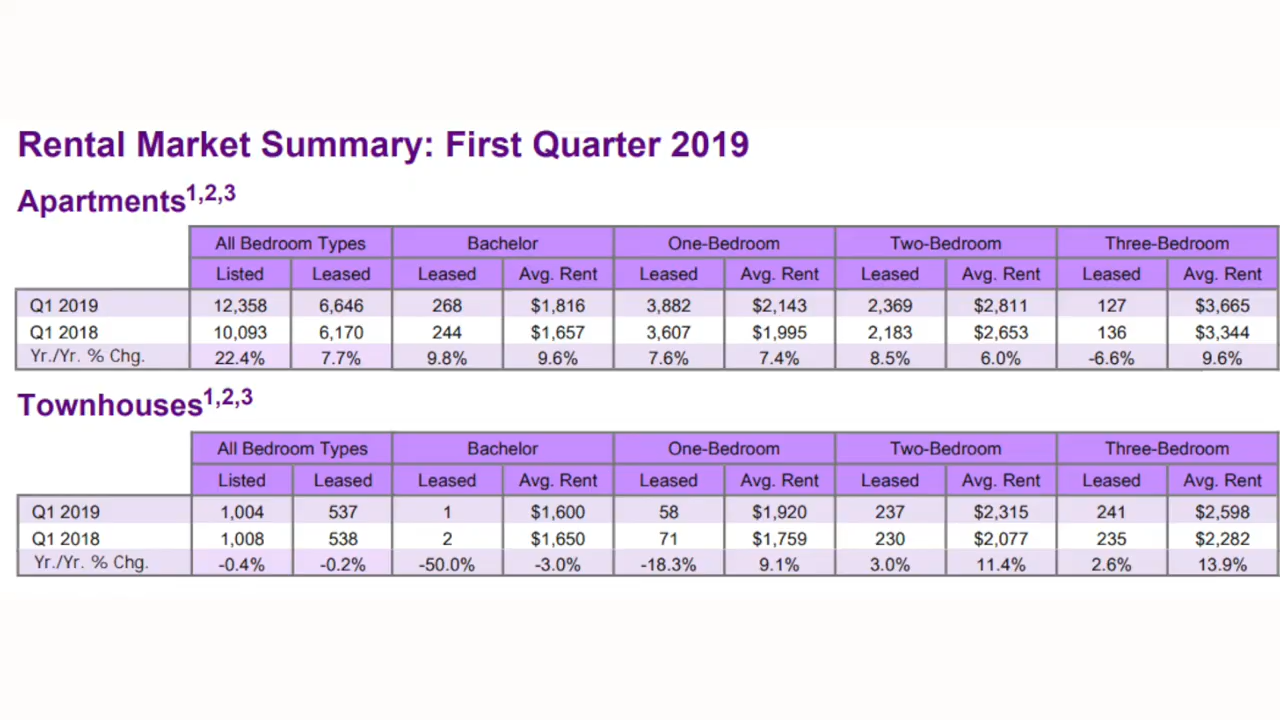 Rental Market Summary: First Quarter 2019
Apartments1,2,3
All Bedroom Types Bachelor One-Bedroom Two-Bedroom Three-Bedroom
Listed Leased Leased Avg. Rent Leased Avg. Rent Leased Avg. Rent Leased Avg. Rent
Q1 2019 12,358 6,646 268 $1,816 3,882 $2,143 2,369 $2,811 127 $3,665
Q1 2018 10,093 6,170 244 $1,657 3,607 $1,995 2,183 $2,653 136 $3,344
Yr./Yr. % Chg. 22.4% 7.7% 9.8% 9.6% 7.6% 7.4% 8.5% 6.0% -6.6% 9.6%
Townhouses1,2,3
All Bedroom Types Bachelor One-Bedroom Two-Bedroom Three-Bedroom
Listed Leased Leased Avg. Rent Leased Avg. Rent Leased Avg. Rent Leased Avg. Rent
Q1 2019 1,004 537 1 $1,600 58 $1,920 237 $2,315 241 $2,598
Q1 2018 1,008 538 2 $1,650 71 $1,759 230 $2,077 235 $2,282
Yr./Yr. % Chg. -0.4% -0.2% -50.0% -3.0% -18.3% 9.1% 3.0% 11.4% 2.6% 13.9%